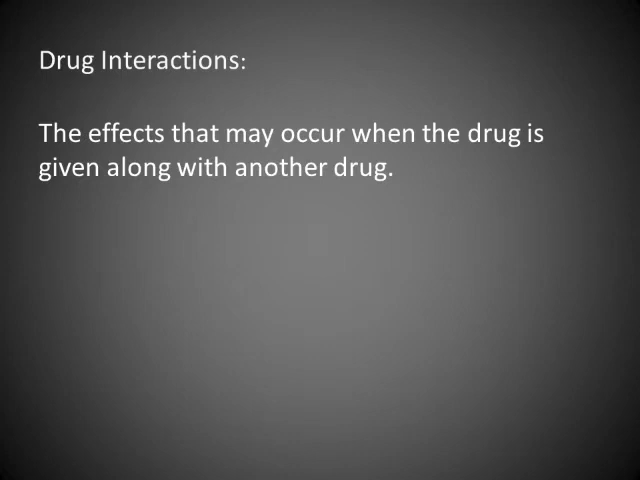 Drug Interactions:
The effects that may occur when the drug is
given along with another drug.